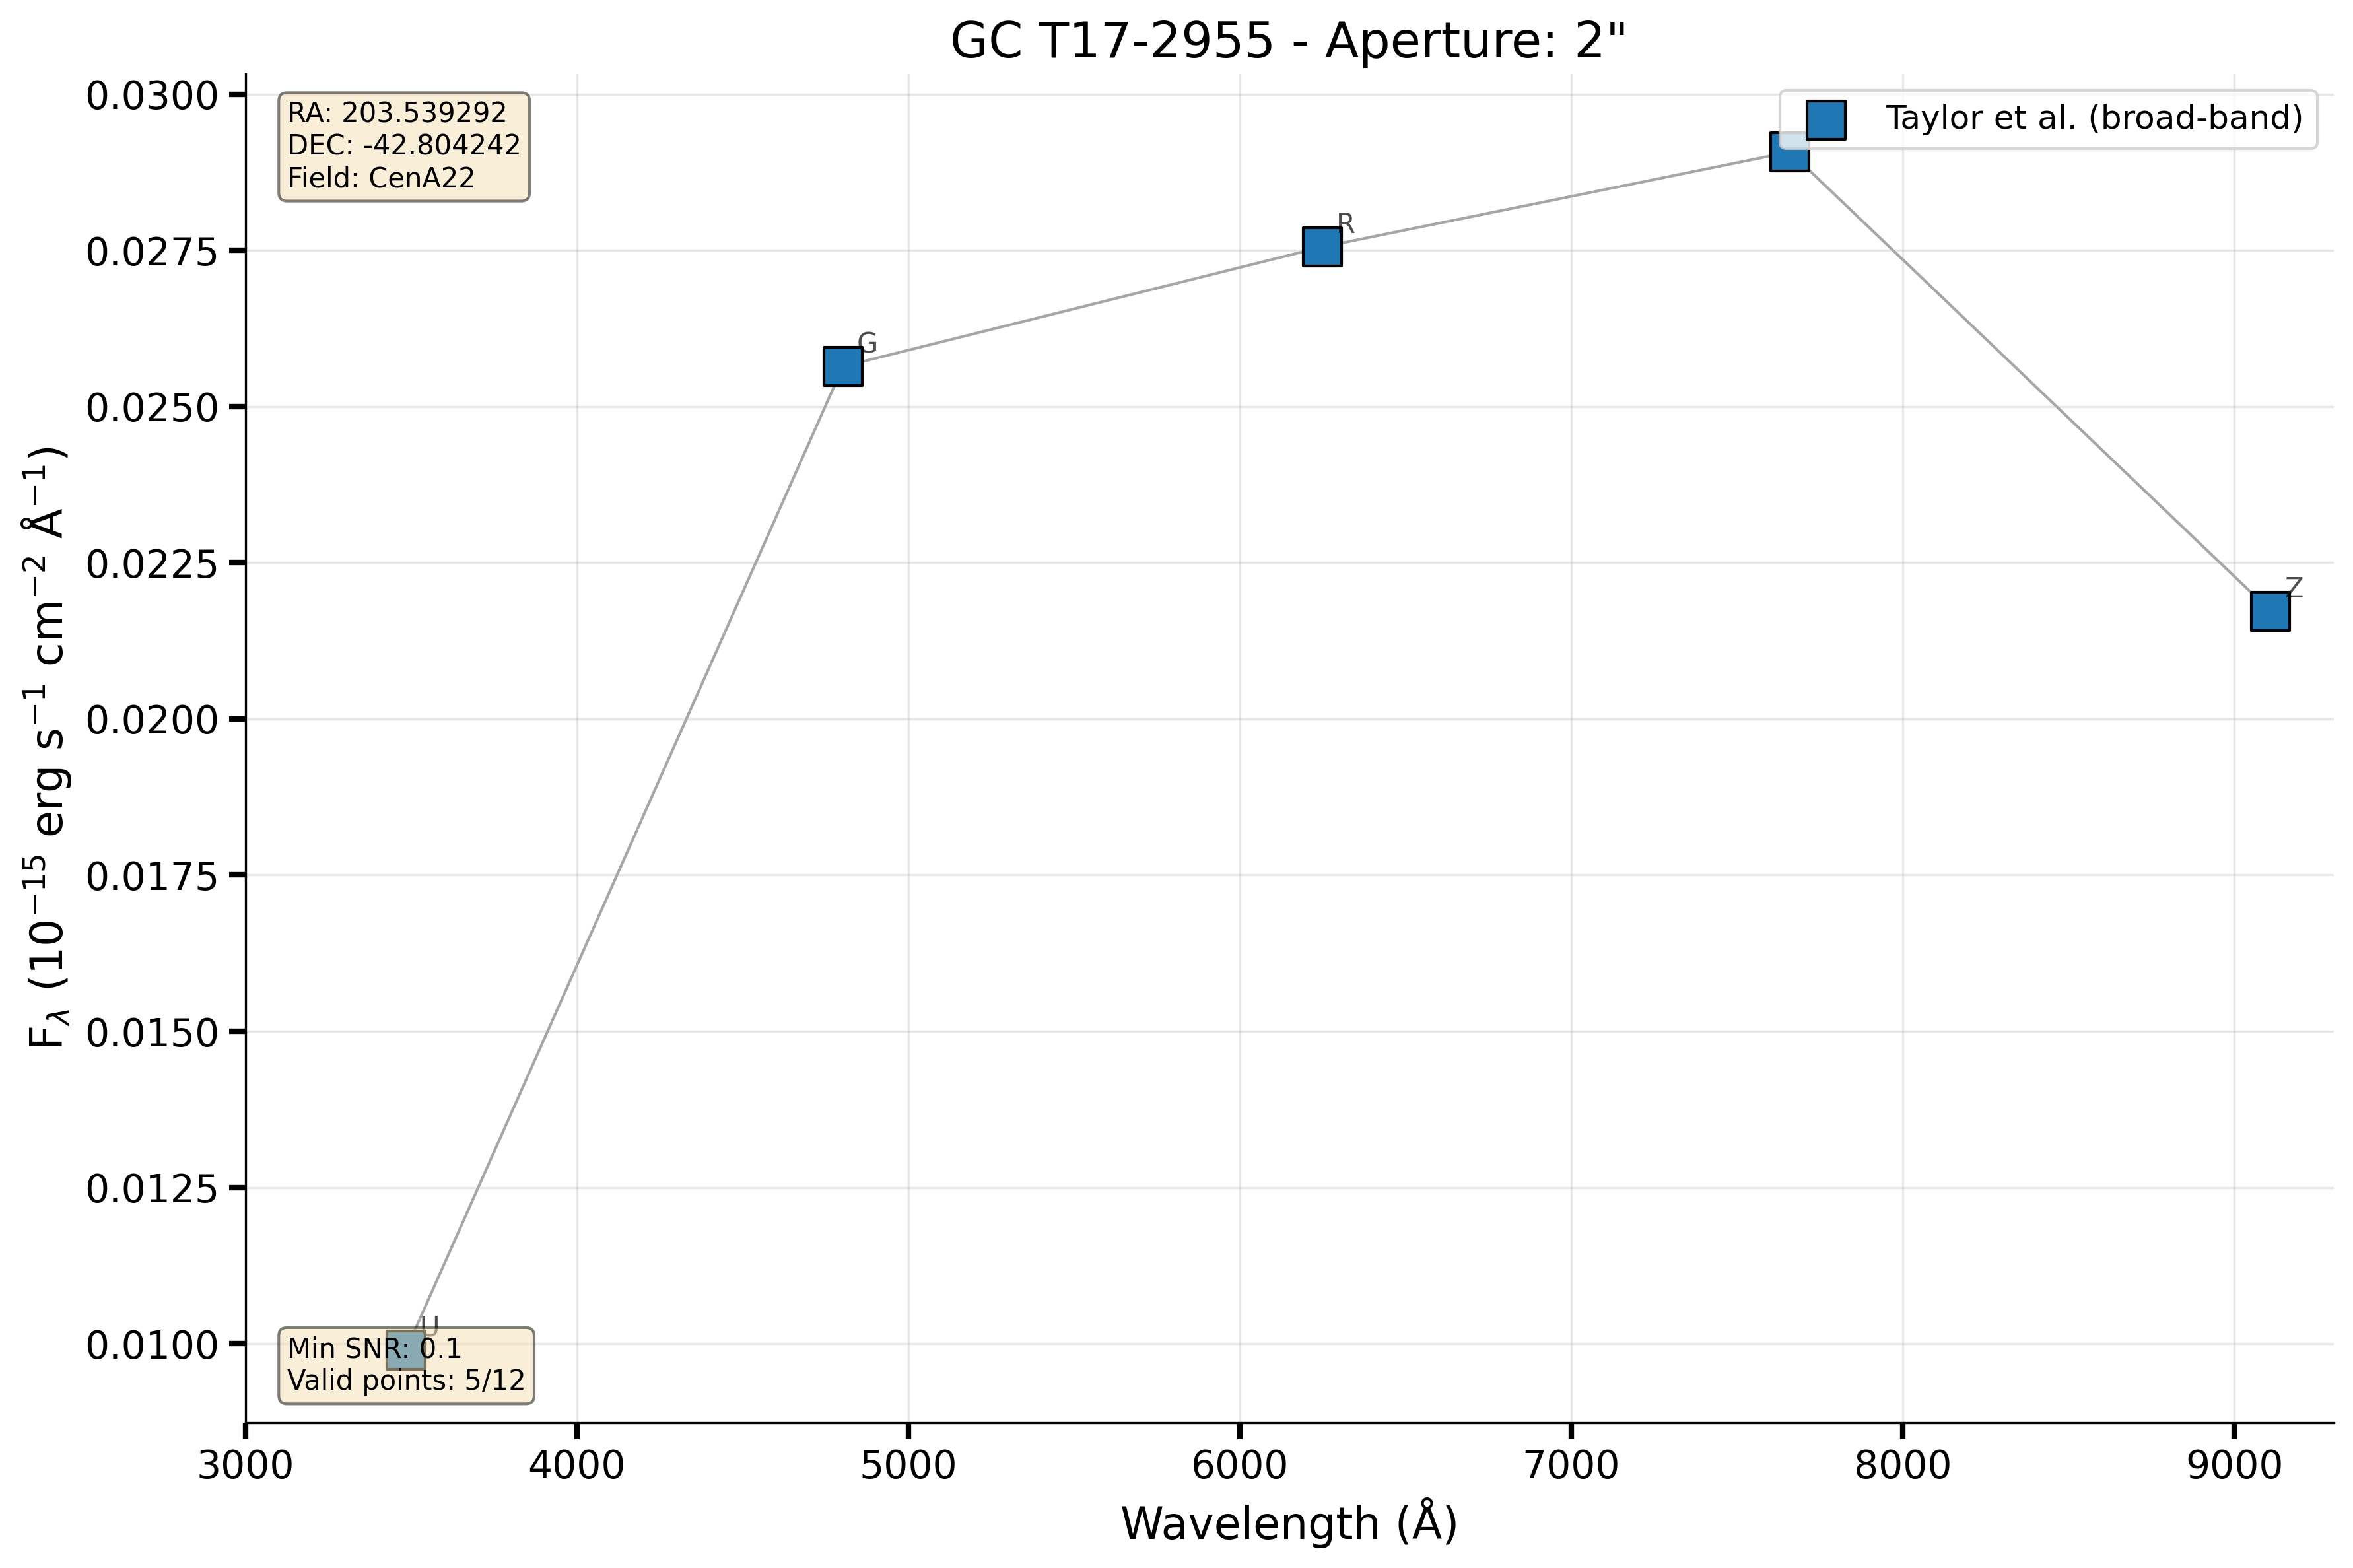 GC T17-2955 - Aperture: 2"
RA: 203.539292
DEC: -42.804242
Field: CenA22
Taylor et al. (broad-band)
0.0300
0.0275
0.0250
0.0225
0.0200
0.0175
0.0150
0.0125
0.0100
F_λ (10⁻¹⁵ erg s⁻¹ cm⁻² Å⁻¹)
U
G
R
Z
Min SNR: 0.1
Valid points: 5/12
3000 4000 5000 6000 7000 8000 9000
Wavelength (Å)